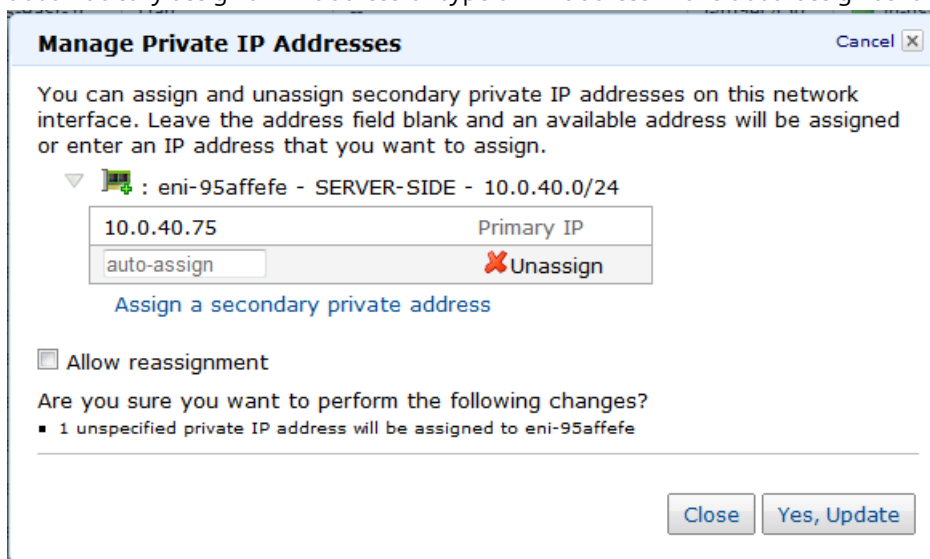 Manage Private IP Addresses
Cancel
You can assign and unassign secondary private IP addresses on this network
interface. Leave the address field blank and an available address will be assigned
or enter an IP address that you want to assign.
: eni-95affefe - SERVER-SIDE - 10.0.40.0/24
10.0.40.75 Primary IP
auto-assign Unassign
Assign a secondary private address
Allow reassignment
Are you sure you want to perform the following changes?
▪ 1 unspecified private IP address will be assigned to eni-95affefe
Close Yes, Update